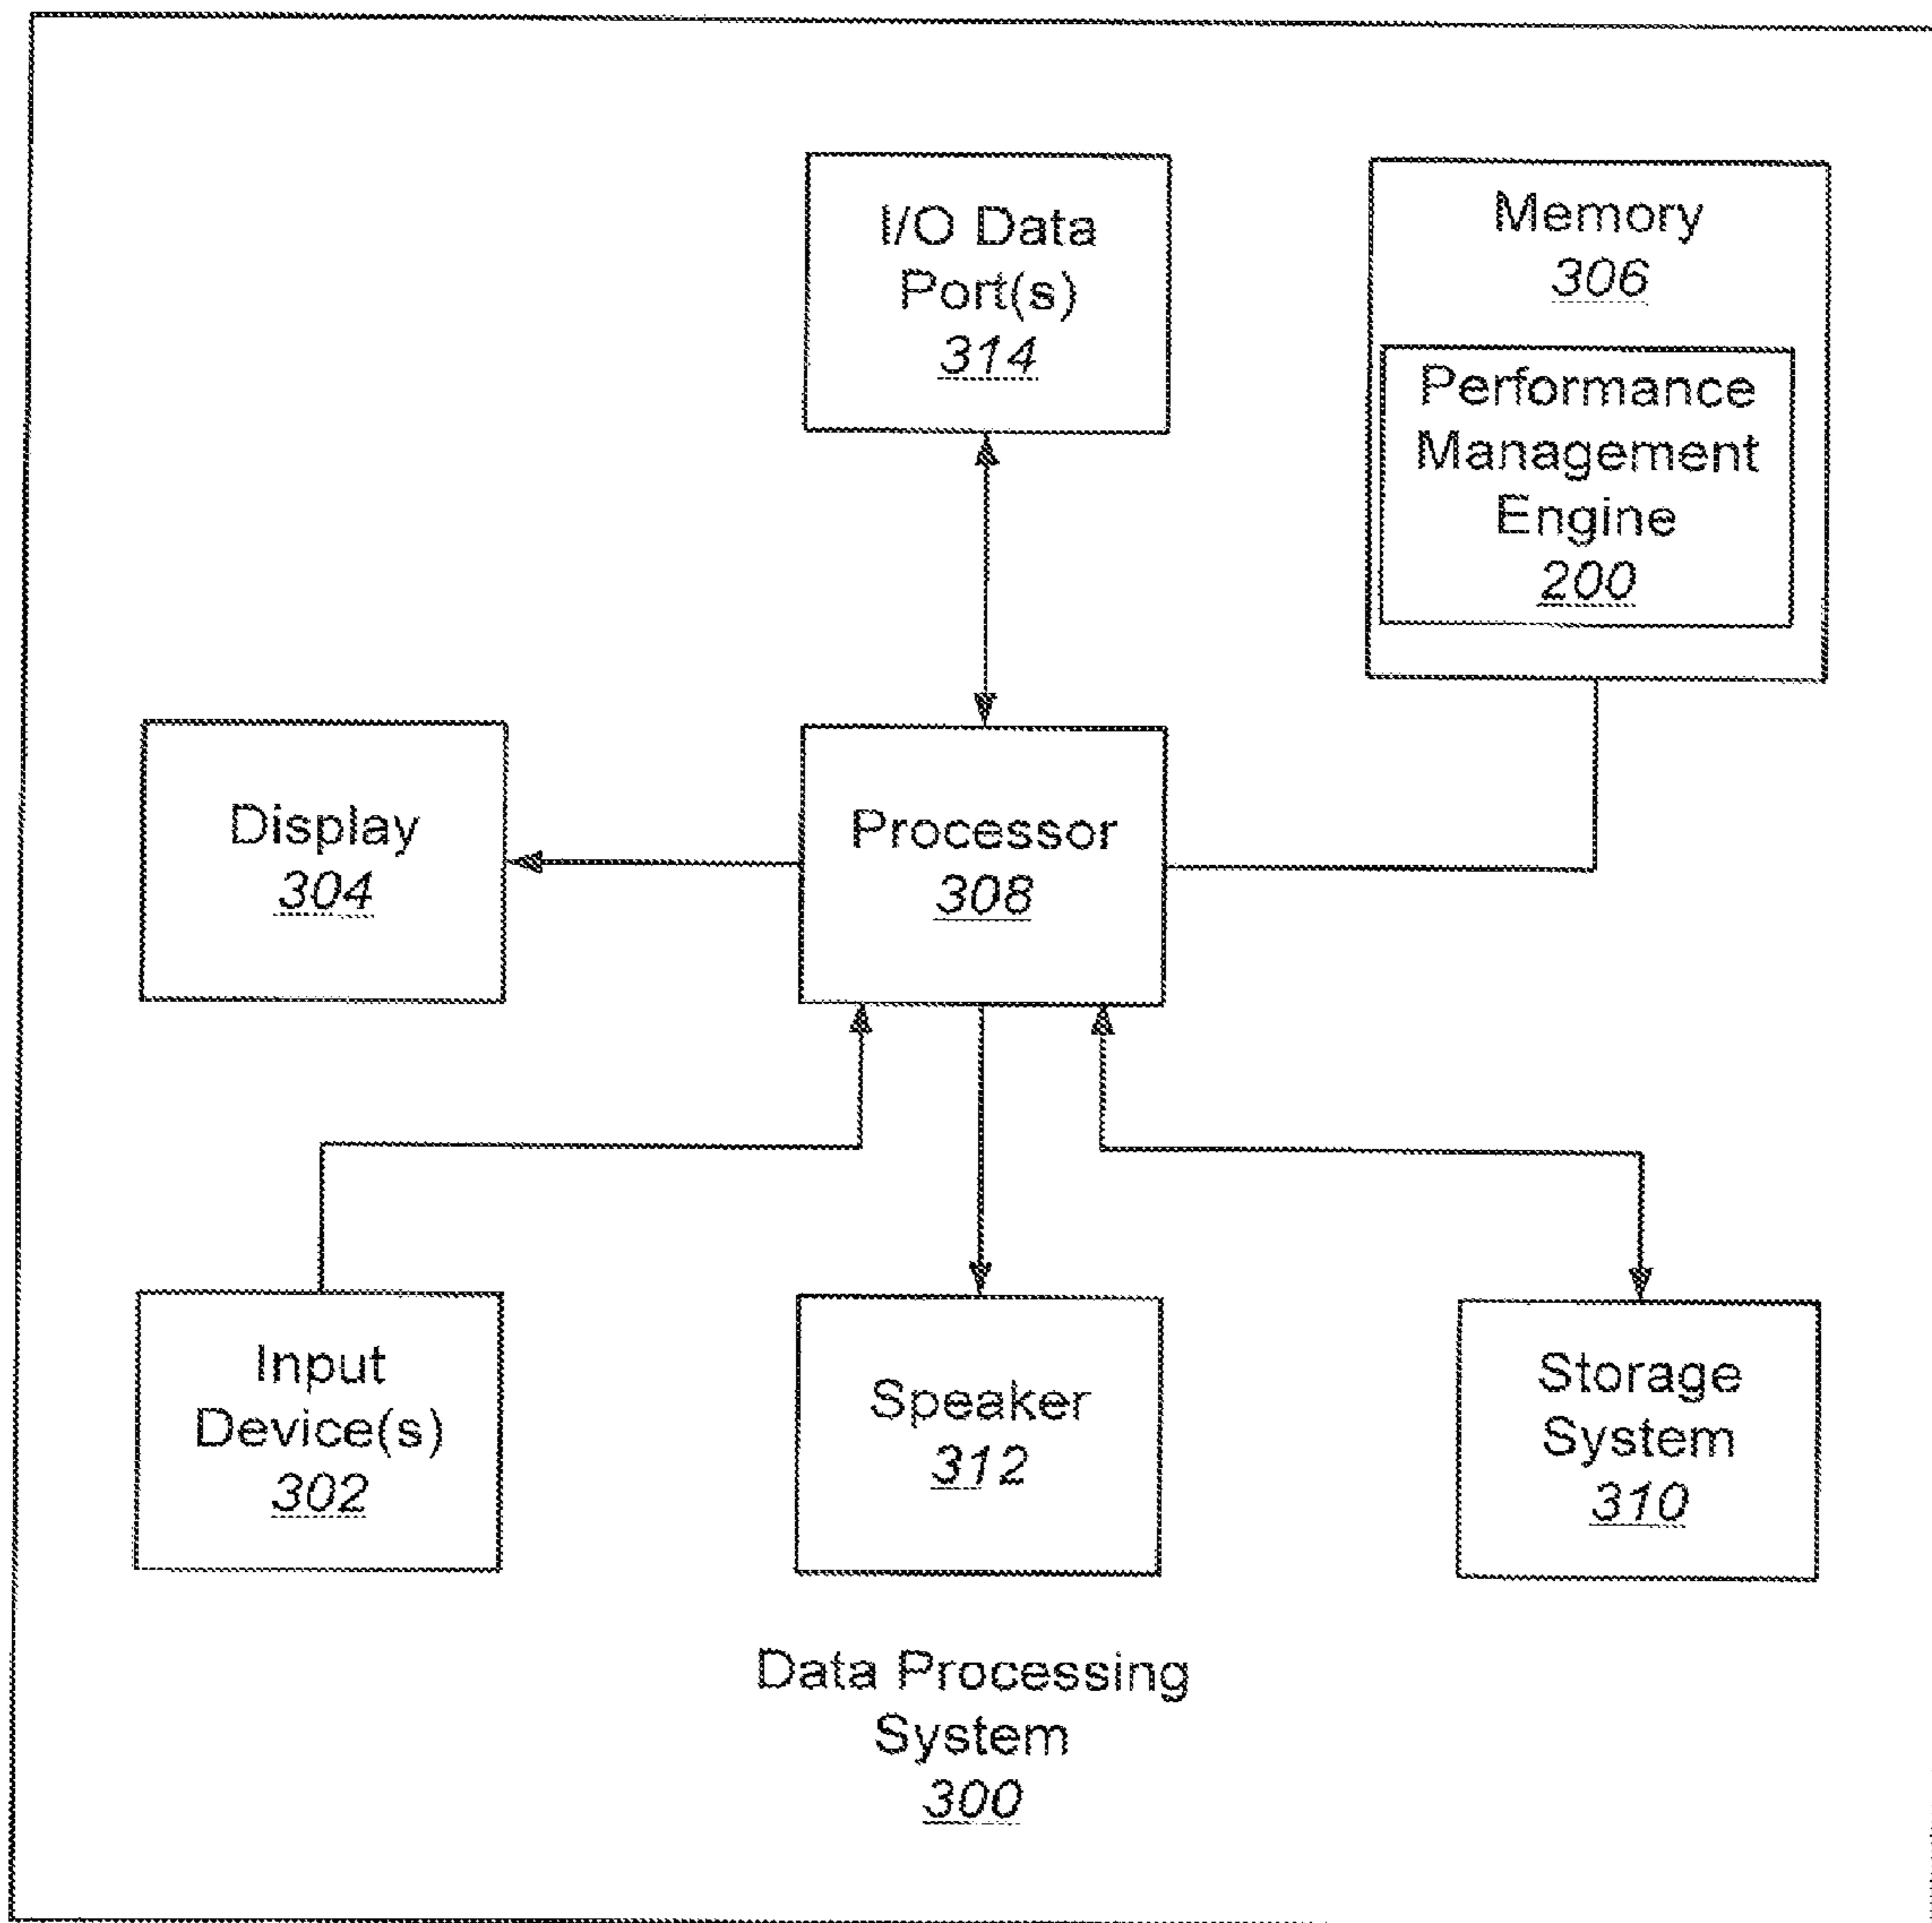 I/O Data
Port(s)
314
Memory
306
Performance
Management
Engine
200
Display
304
Processor
308
Input
Device(s)
302
Speaker
312
Storage
System
310
Data Processing
System
300